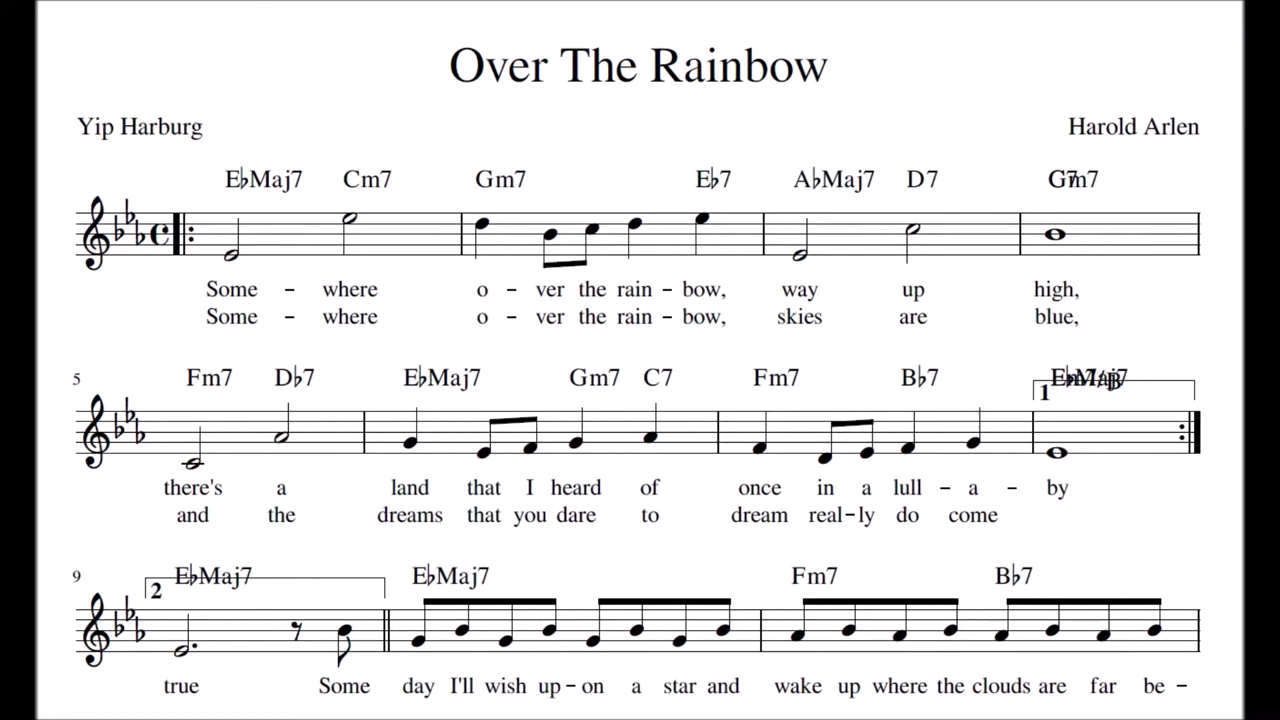 Over The Rainbow
Yip Harburg Harold Arlen
E♭Maj7 Cm7 Gm7 E♭7 A♭Maj7 D7
Some – where o – ver the rain – bow, way up high,
Some – where o – ver the rain – bow, skies are blue,
5 Fm7 D♭7 E♭Maj7 Gm7 C7 Fm7 B♭7
1
there's a land that I heard of once in a lull – a – by
and the dreams that you dare to dream real – ly do come
9 E♭Maj7 E♭Maj7 Fm7 B♭7
2
true Some day I'll wish up – on a star and wake up where the clouds are far be –